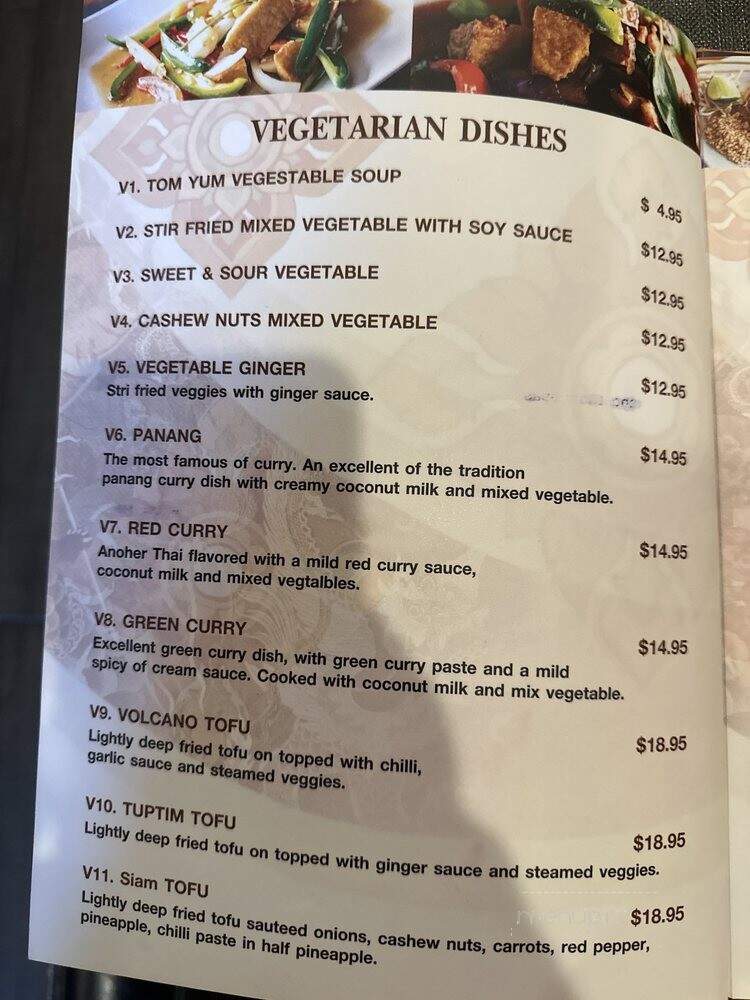 VEGETARIAN DISHES
V1. TOM YUM VEGESTABLE SOUP
$ 4.95
V2. STIR FRIED MIXED VEGETABLE WITH SOY SAUCE
$12.95
V3. SWEET & SOUR VEGETABLE
$12.95
V4. CASHEW NUTS MIXED VEGETABLE
$12.95
V5. VEGETABLE GINGER
$12.95
Stri fried veggies with ginger sauce.
V6. PANANG
$14.95
The most famous of curry. An excellent of the tradition
panang curry dish with creamy coconut milk and mixed vegetable.
V7. RED CURRY
$14.95
Anoher Thai flavored with a mild red curry sauce,
coconut milk and mixed vegtalbles.
V8. GREEN CURRY
$14.95
Excellent green curry dish, with green curry paste and a mild
spicy of cream sauce. Cooked with coconut milk and mix vegetable.
V9. VOLCANO TOFU
$18.95
Lightly deep fried tofu on topped with chilli,
garlic sauce and steamed veggies.
V10. TUPTIM TOFU
$18.95
Lightly deep fried tofu on topped with ginger sauce and steamed veggies.
V11. Siam TOFU
$18.95
Lightly deep fried tofu sauteed onions, cashew nuts, carrots, red pepper,
pineapple, chilli paste in half pineapple.